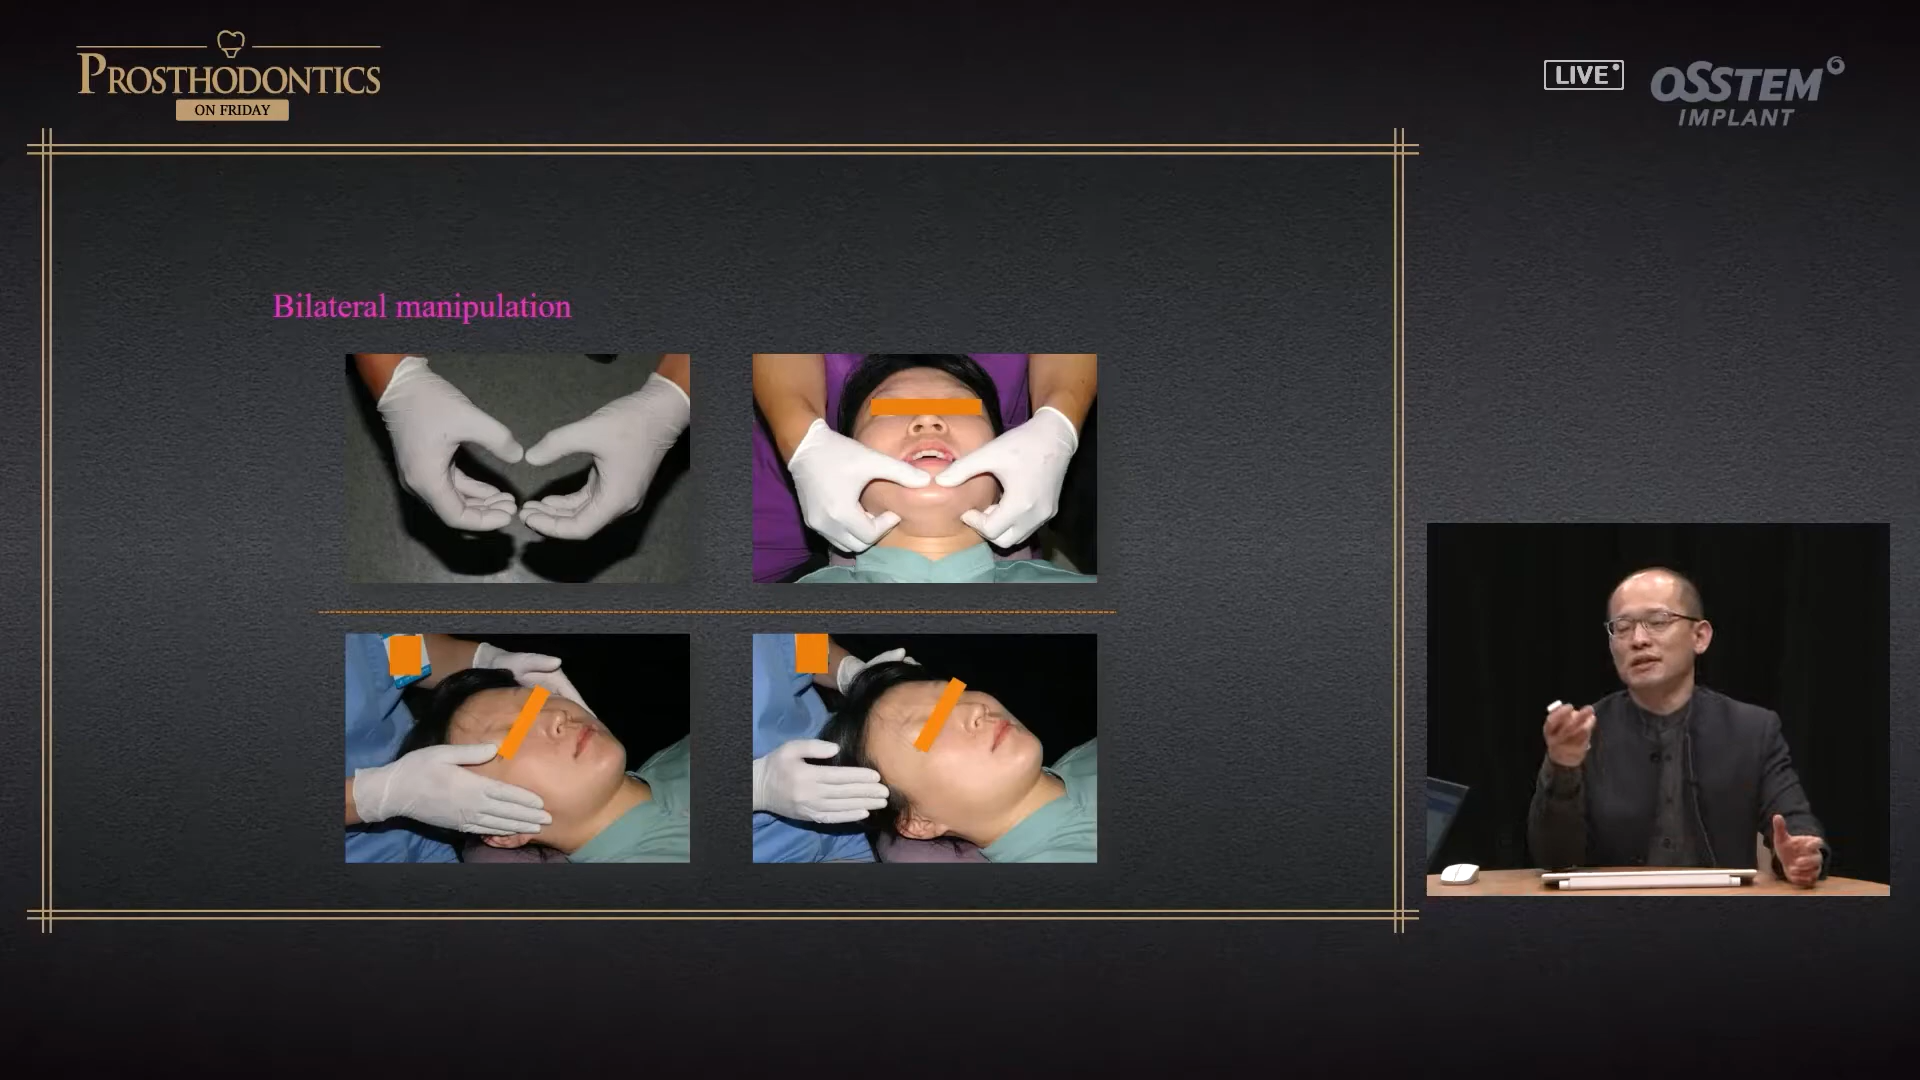 PROSTHODONTICS
ON FRIDAY
LIVE
OSSTEM
IMPLANT
Bilateral manipulation